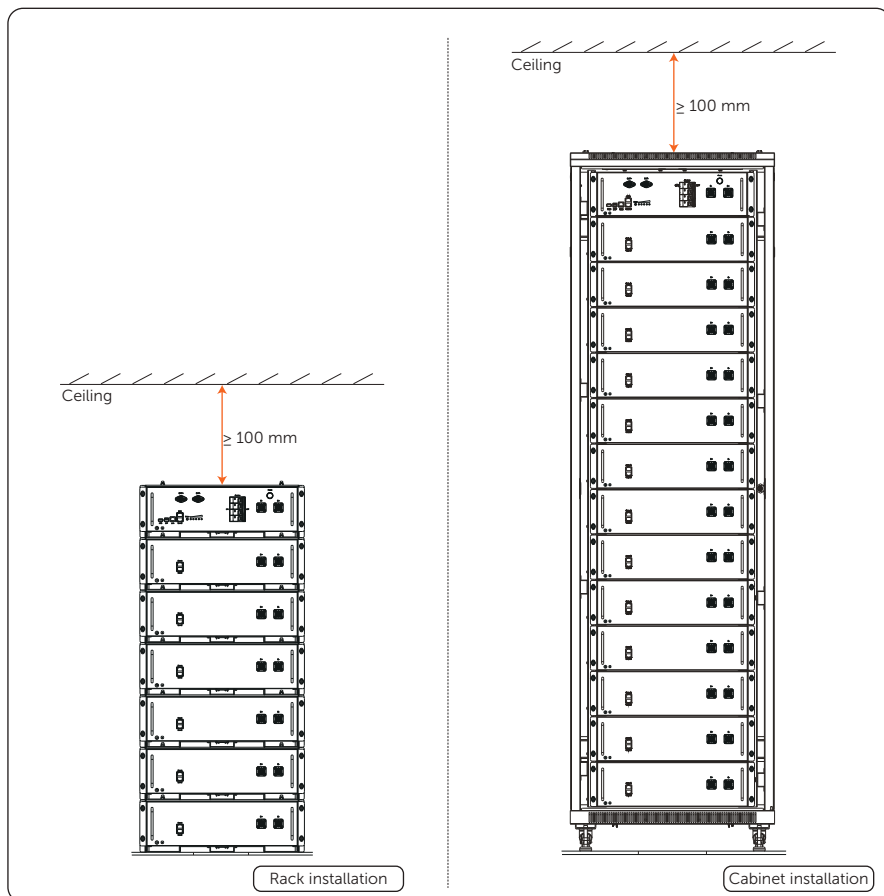 Ceiling
≥ 100 mm
Rack installation
Ceiling
≥ 100 mm
Cabinet installation